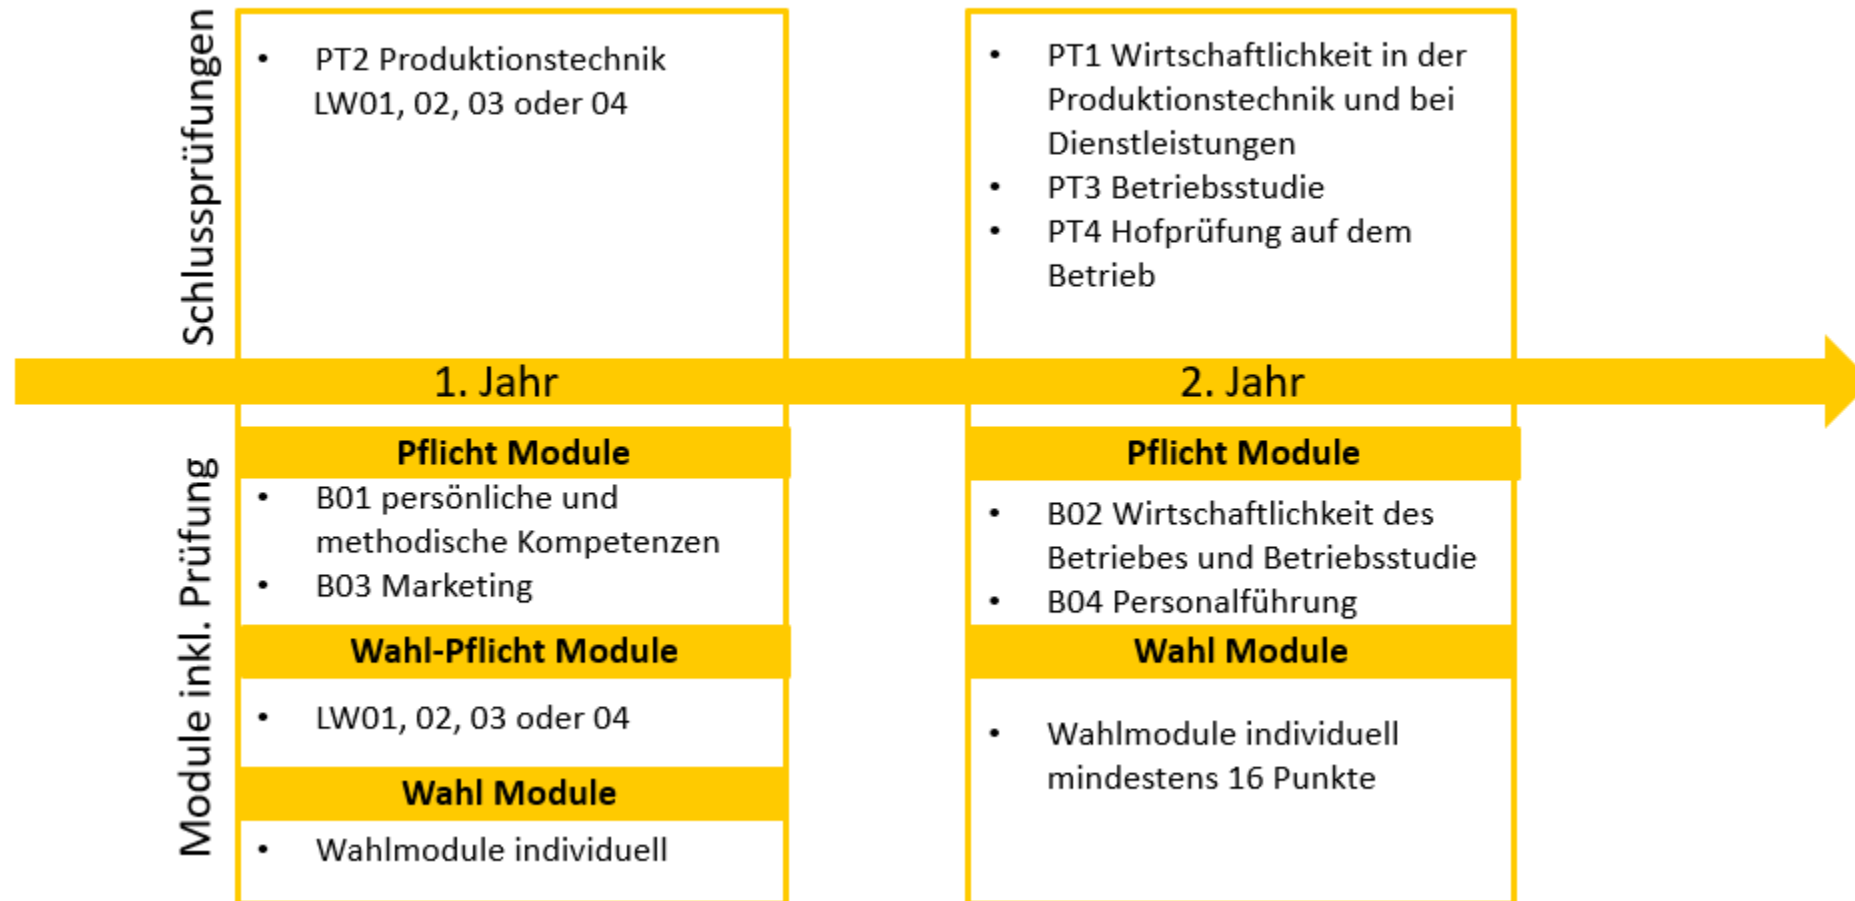 Schlussprüfungen
• PT2 Produktionstechnik
LW01, 02, 03 oder 04
• PT1 Wirtschaftlichkeit in der
Produktionstechnik und bei
Dienstleistungen
• PT3 Betriebsstudie
• PT4 Hofprüfung auf dem
Betrieb
1. Jahr
2. Jahr
Module inkl. Prüfung
Pflicht Module
• B01 persönliche und
methodische Kompetenzen
• B03 Marketing
Wahl-Pflicht Module
• LW01, 02, 03 oder 04
Wahl Module
• Wahlmodule individuell
Pflicht Module
• B02 Wirtschaftlichkeit des
Betriebes und Betriebsstudie
• B04 Personalführung
Wahl Module
• Wahlmodule individuell
mindestens 16 Punkte